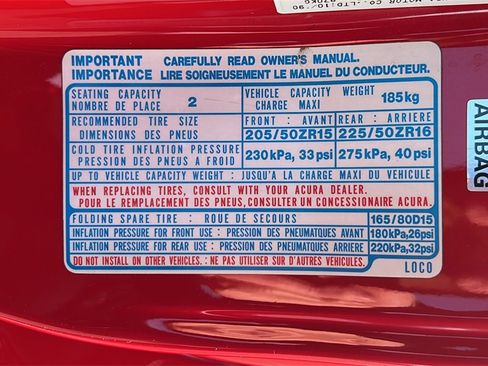 MOTOR CO., LTD. 10/90
IMPORTANT CAREFULLY READ OWNER'S MANUAL.
IMPORTANCE LIRE SOIGNEUSEMENT LE MANUEL DU CONDUCTEUR.
SEATING CAPACITY
NOMBRE DE PLACE 2
VEHICLE CAPACITY WEIGHT
CHARGE MAXI 185kg
RECOMMENDED TIRE SIZE
DIMENSIONS DES PNEUS
FRONT : AVANT REAR : ARRIERE
205/50ZR15 225/50ZR16
COLD TIRE INFLATION PRESSURE
PRESSION DES PNEUS A FROID
230kPa, 33psi 275kPa, 40psi
UP TO VEHICLE CAPACITY WEIGHT : JUSQU'A LA CHARGE MAXI DU VEHICULE
WHEN REPLACING TIRES, CONSULT WITH YOUR ACURA DEALER.
POUR LE REMPLACEMENT DES PNEUS, CONSULTER UN CONCESSIONAIRE ACURA.
FOLDING SPARE TIRE : ROUE DE SECOURS 165/80D15
INFLATION PRESSURE FOR FRONT USE : PRESSION DES PNEUMATIQUES AVANT 180kPa,26psi
INFLATION PRESSURE FOR REAR USE : PRESSION DES PNEUMATIQUES ARRIERE 220kPa,32psi
DO NOT INSTALL ON OTHER VEHICLES. : NE PAS UTILISER SUR D'AUTRES VÉHICULES.
LOCO
AIRBAG